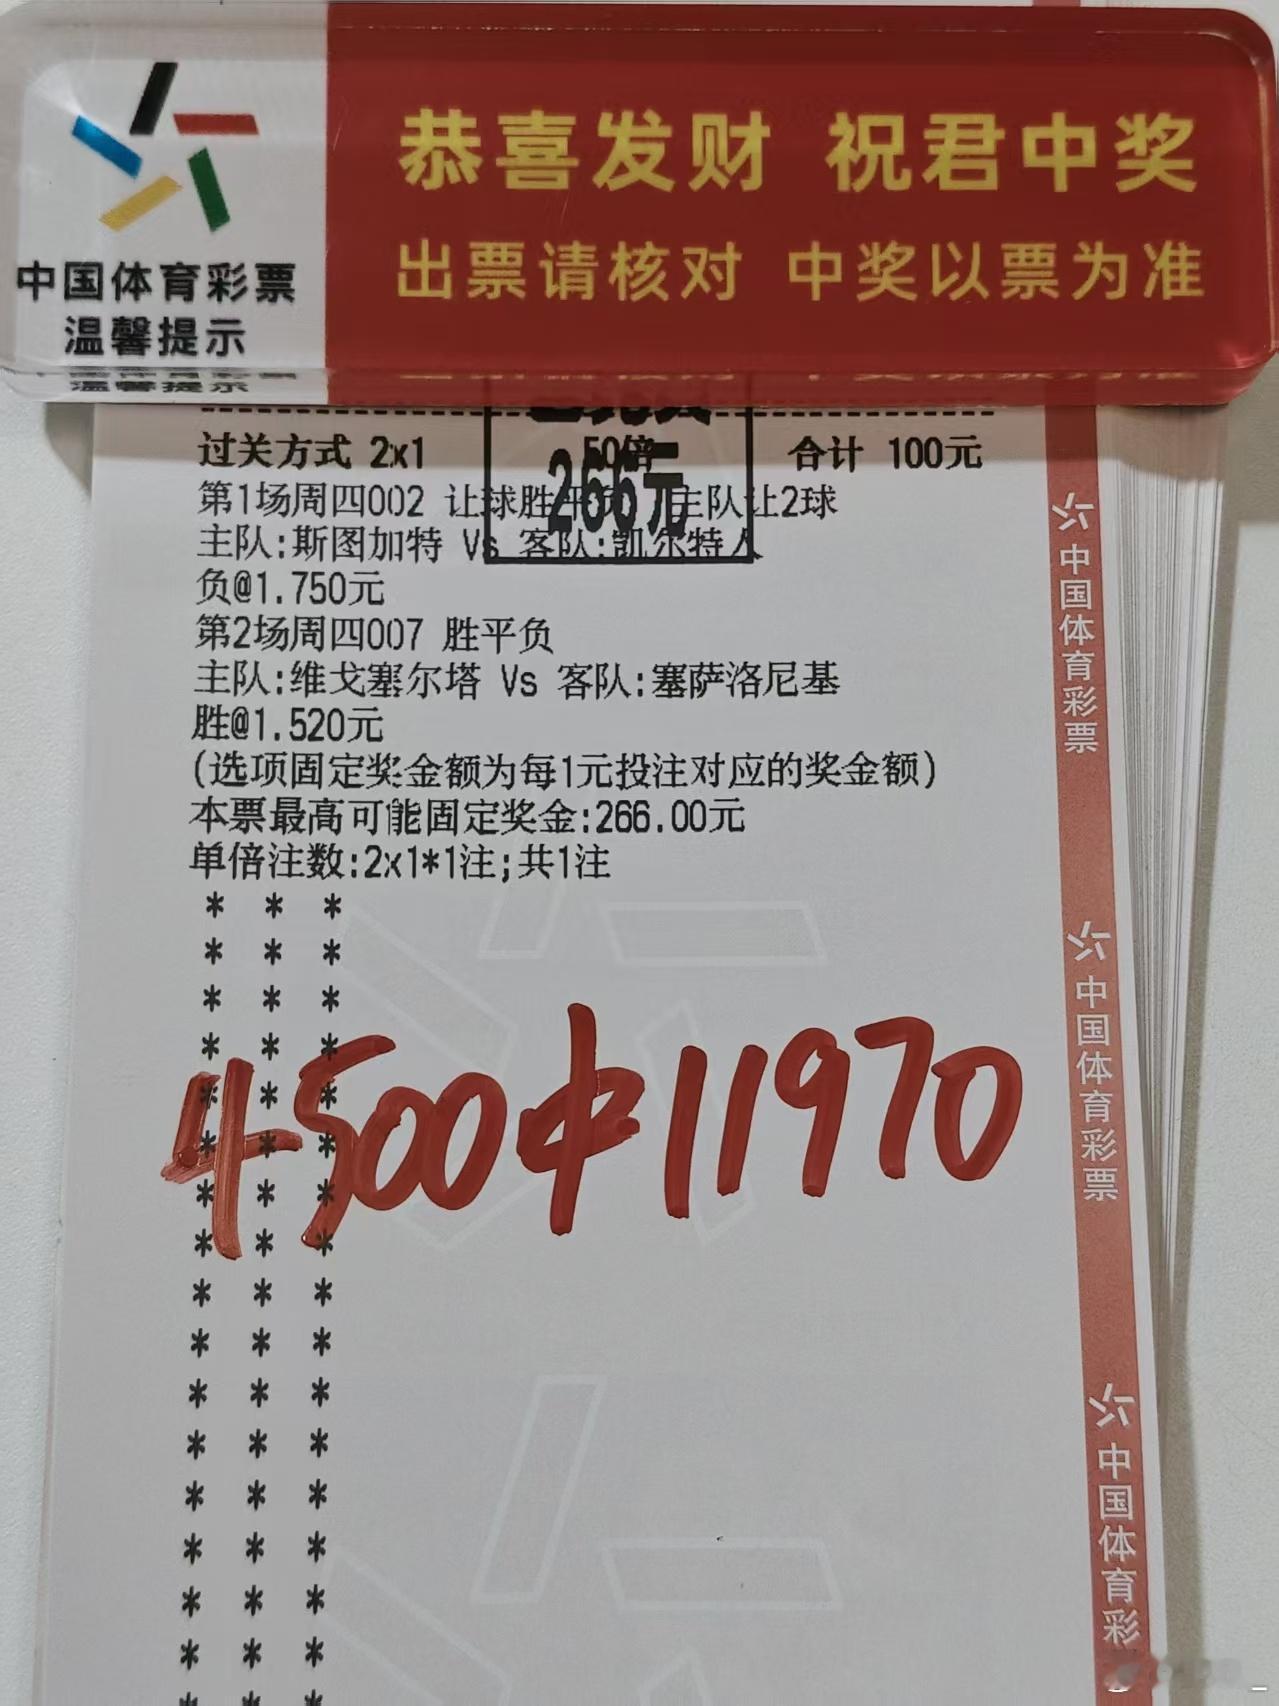 恭喜发财 祝君中奖
出票请核对 中奖以票为准
中国体育彩票
温馨提示
过关方式 2x1 50倍 合计 100元
266元
第1场周四002 让球胜平负 主队让2球
主队:斯图加特 Vs 客队:凯尔特人
负@1.750元
第2场周四007 胜平负
主队:维戈塞尔塔 Vs 客队:塞萨洛尼基
胜@1.520元
(选项固定奖金额为每1元投注对应的奖金额)
本票最高可能固定奖金:266.00元
单倍注数:2x1*1注;共1注
4500中11970
中国体育彩票
中国体育彩票
中国体育彩